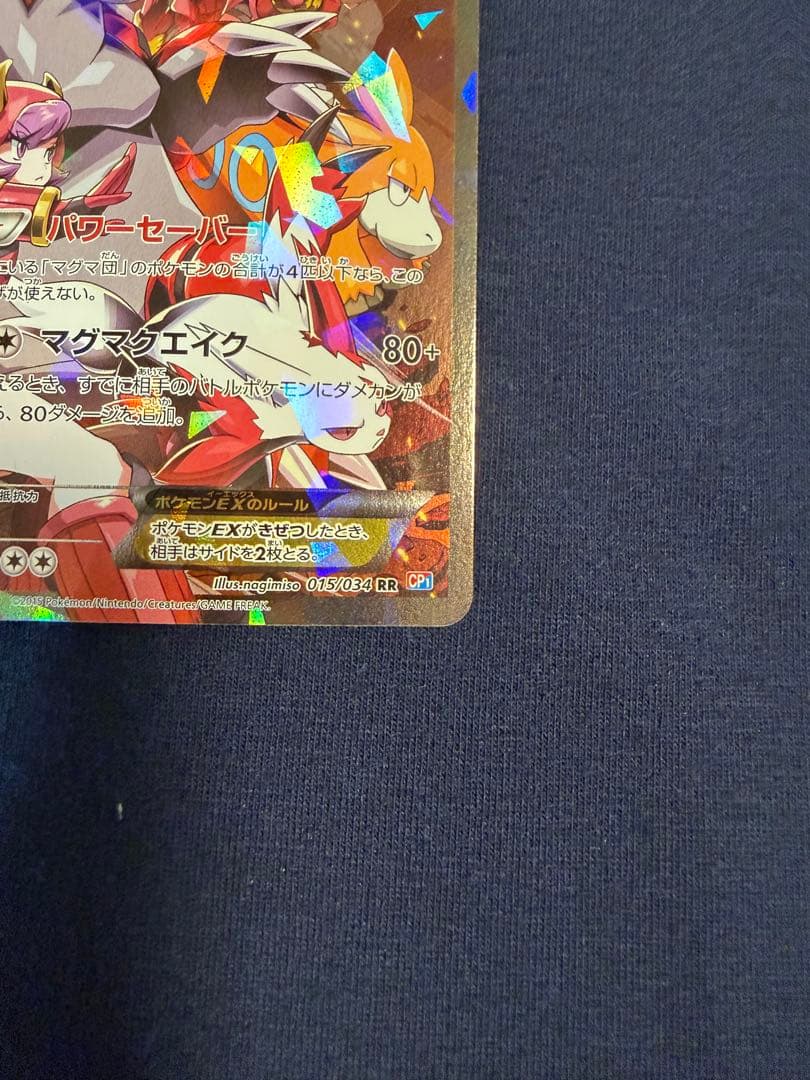 パワーセーバー
にいる「マグマ団」のポケモンの合計が4匹以下なら、この
ザが使えない。
マグマクエイク 80+
えるとき、すでに相手のバトルポケモンにダメカンが
ら、80ダメージを追加。
抵抗力
ポケモンEXのルール
ポケモンEXがきぜつしたとき、
相手はサイドを2枚とる。
Illus.nagimiso 015/034 RR CP1
©2015 Pokémon/Nintendo/Creatures/GAME FREAK.